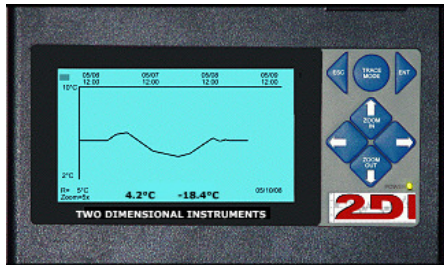 05/06 05/07 05/08 05/09
12:00 12:00 12:00 12:00
10°C
2°C
R= 5°C
Zoom=5x
4.2°C -18.4°C
05/10/06
TWO DIMENSIONAL INSTRUMENTS
ESC
TRACE
MODE
ENT
ZOOM
IN
ZOOM
OUT
POWER
2DI